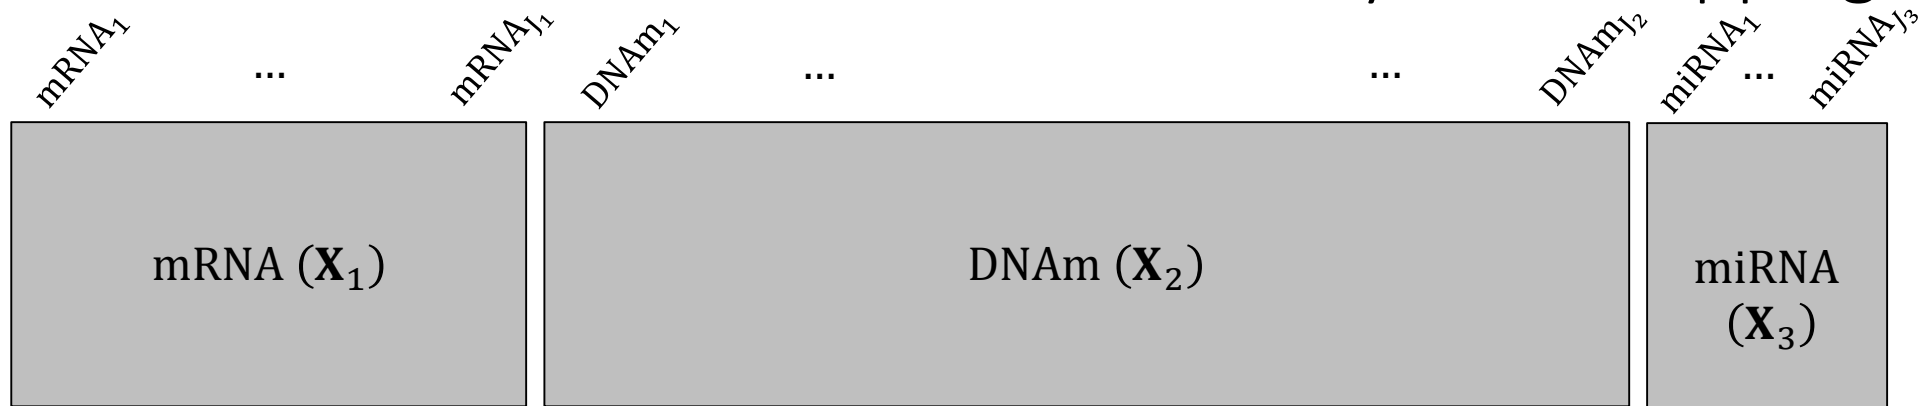 mRNA₁ ... mRNA_J₁ DNAm₁ ... ... DNAm_J₂ miRNA₁ ... miRNA_J₃
mRNA (X₁) DNAm (X₂) miRNA
(X₃)